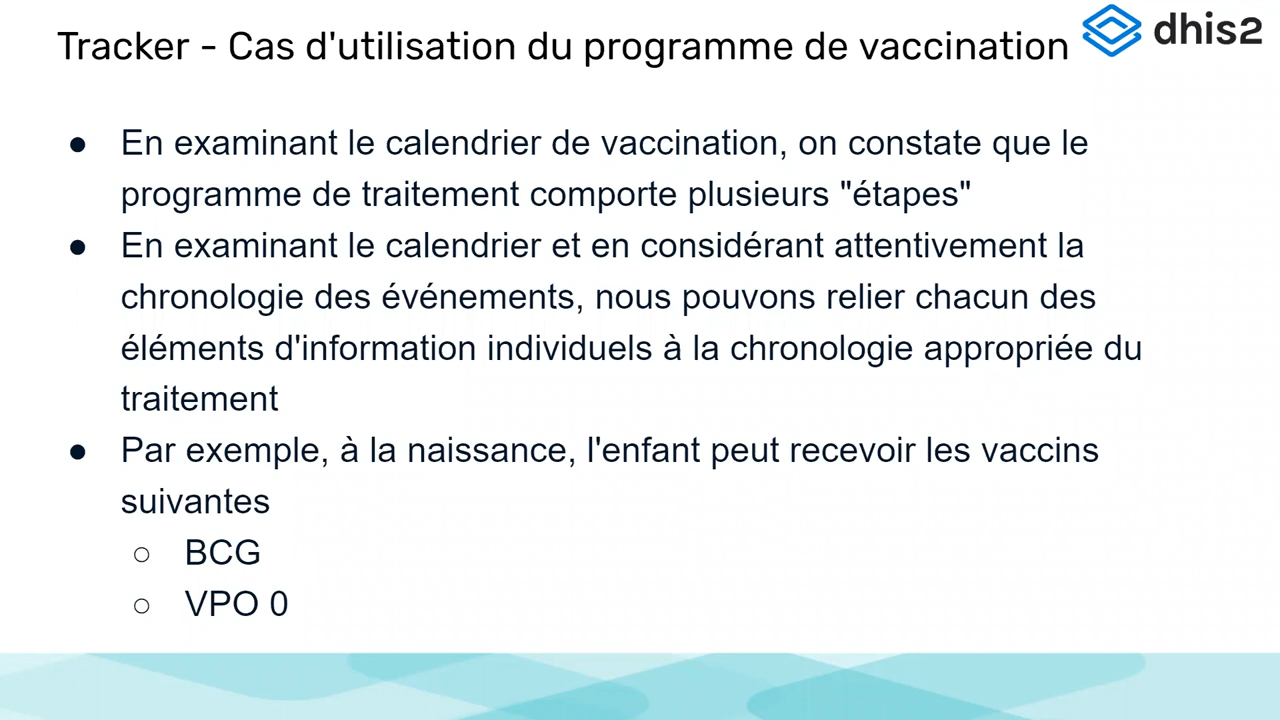 Tracker - Cas d'utilisation du programme de vaccination
dhis2
● En examinant le calendrier de vaccination, on constate que le
programme de traitement comporte plusieurs "étapes"
● En examinant le calendrier et en considérant attentivement la
chronologie des événements, nous pouvons relier chacun des
éléments d'information individuels à la chronologie appropriée du
traitement
● Par exemple, à la naissance, l'enfant peut recevoir les vaccins
suivantes
○ BCG
○ VPO 0